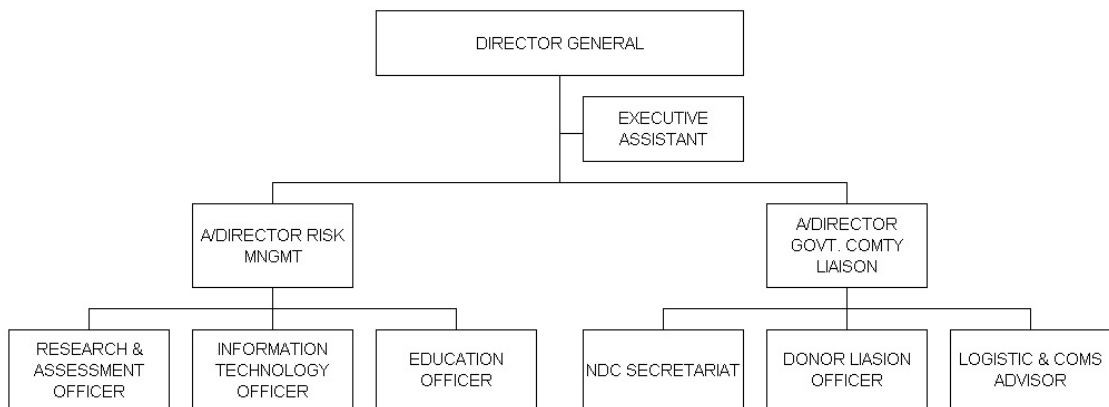 DIRECTOR GENERAL
EXECUTIVE
ASSISTANT
A/DIRECTOR RISK
MNGMT
A/DIRECTOR
GOVT. COMTY
LIAISON
RESEARCH &
ASSESSMENT
OFFICER
INFORMATION
TECHNOLOGY
OFFICER
EDUCATION
OFFICER
NDC SECRETARIAT
DONOR LIASION
OFFICER
LOGISTIC & COMS
ADVISOR